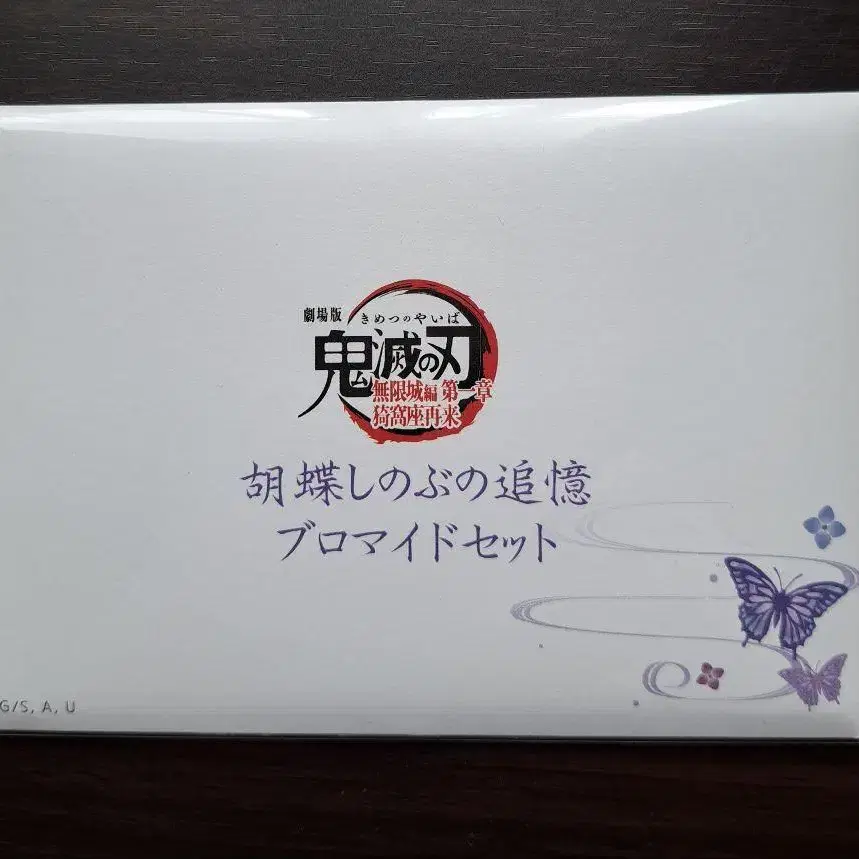 劇場版
きめつのやいば
鬼滅の刃
無限城編 第一章
猗窩座再来
胡蝶しのぶの追憶
ブロマイドセット
G/S, A, U